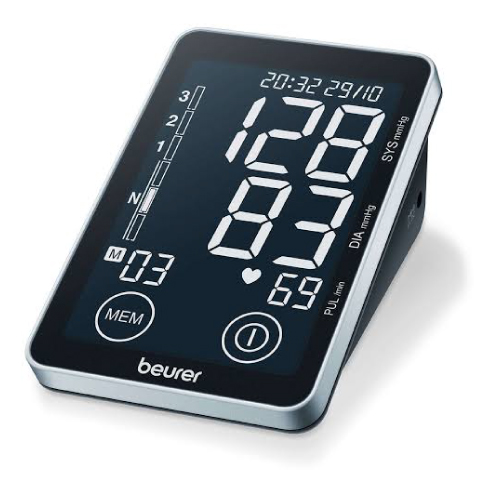 20:32 29/10
3
128
SYS mmHg
2
1
83
DIA mmHg
N
M 03
69
PUL /min
MEM
beurer